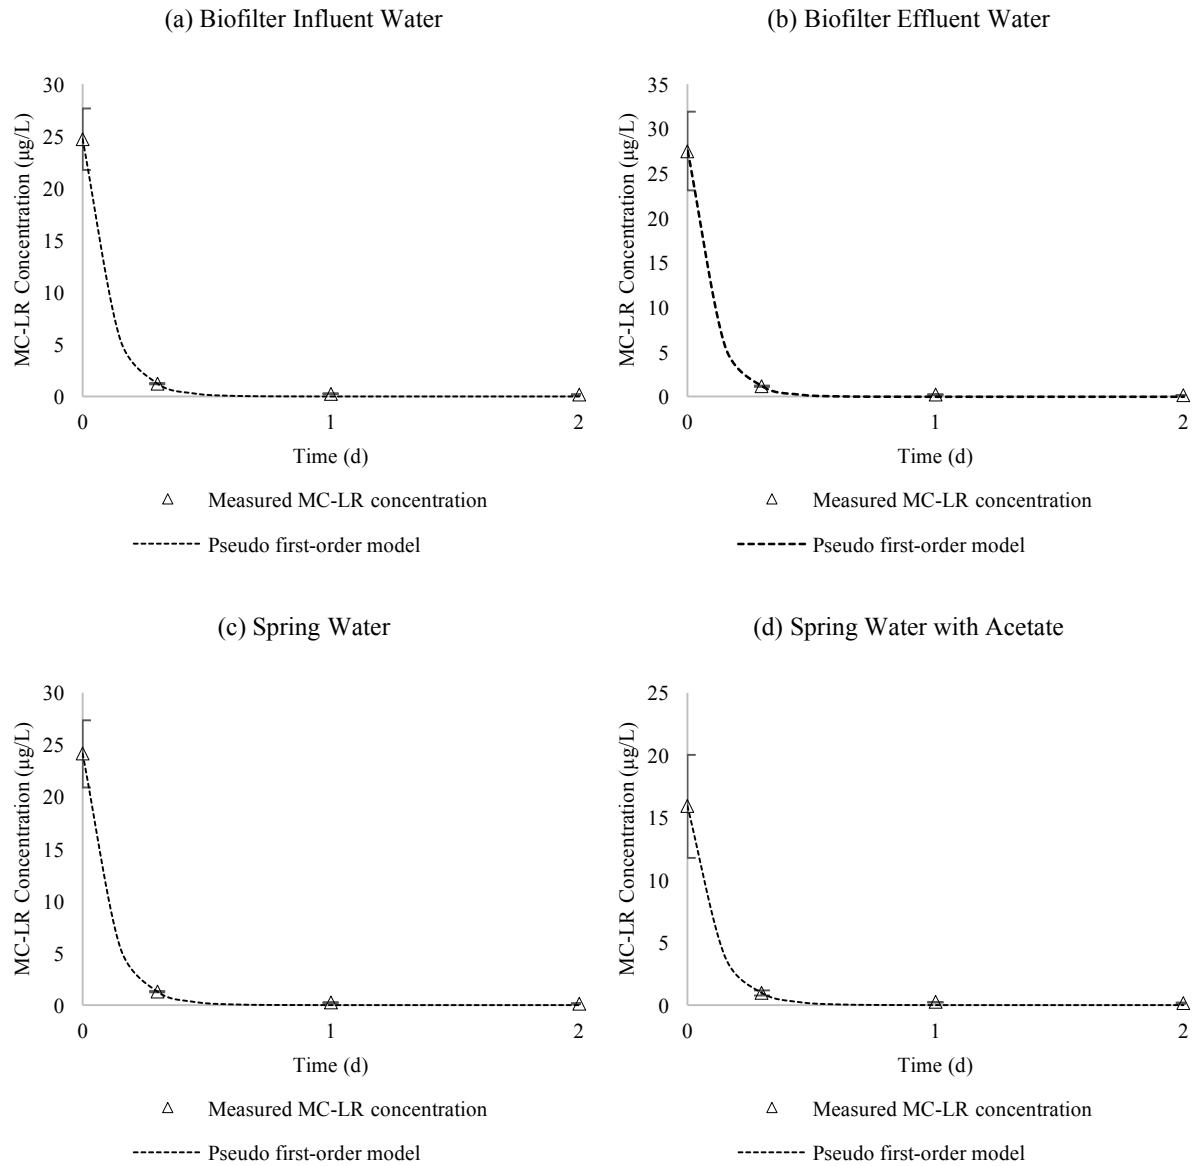 (a) Biofilter Influent Water
MC-LR Concentration (µg/L)
30
25
20
15
10
5
0
0 1 2
Time (d)
Measured MC-LR concentration
Pseudo first-order model
(b) Biofilter Effluent Water
MC-LR Concentration (µg/L)
35
30
25
20
15
10
5
0
0 1 2
Time (d)
Measured MC-LR concentration
Pseudo first-order model
(c) Spring Water
MC-LR Concentration (µg/L)
30
25
20
15
10
5
0
0 1 2
Time (d)
Measured MC-LR concentration
Pseudo first-order model
(d) Spring Water with Acetate
MC-LR Concentration (µg/L)
25
20
15
10
5
0
0 1 2
Time (d)
Measured MC-LR concentration
Pseudo first-order model